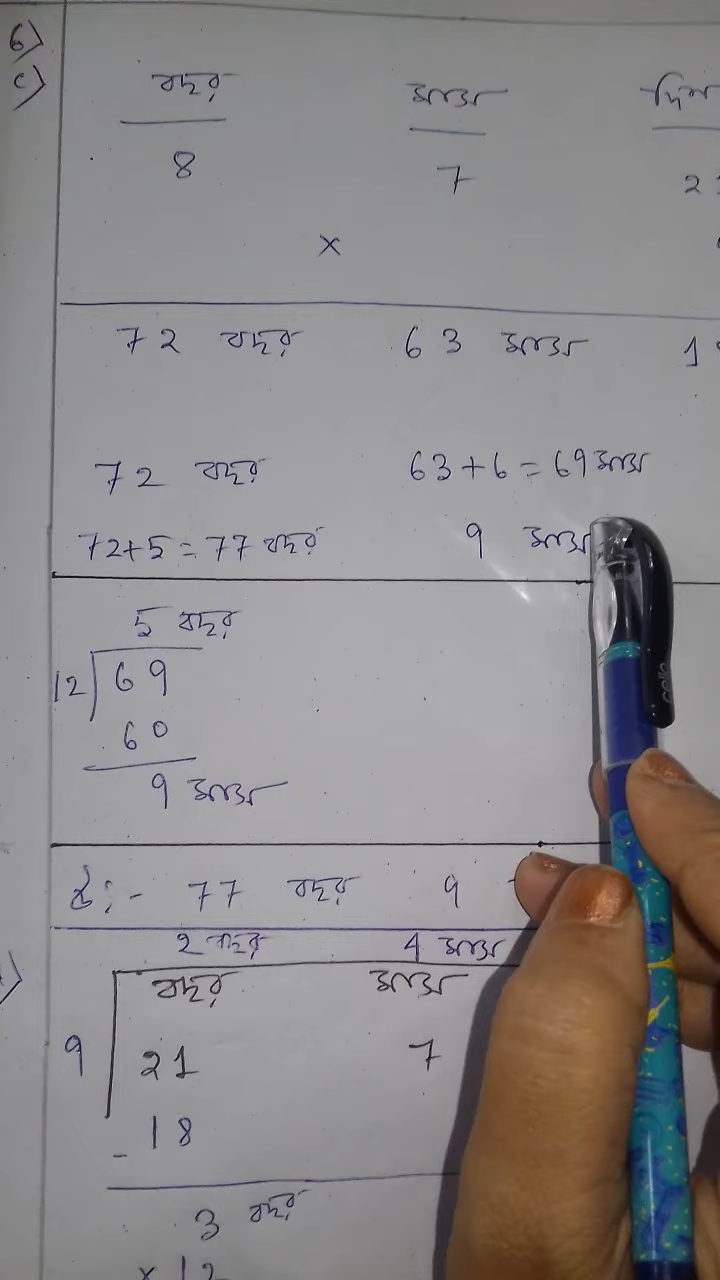 6)
c)
বছর মাস দিন
8 7 2
×
72 বছর 63 মাস 1
72 বছর 63+6=69 মাস
72+5=77 বছর 9 মাস
5 বছর
12 69
60
9 মাস
উ:- 77 বছর 9
2 বছর 4 মাস
বছর মাস
9 21 7
- 18
3 বছর
× 12
cello